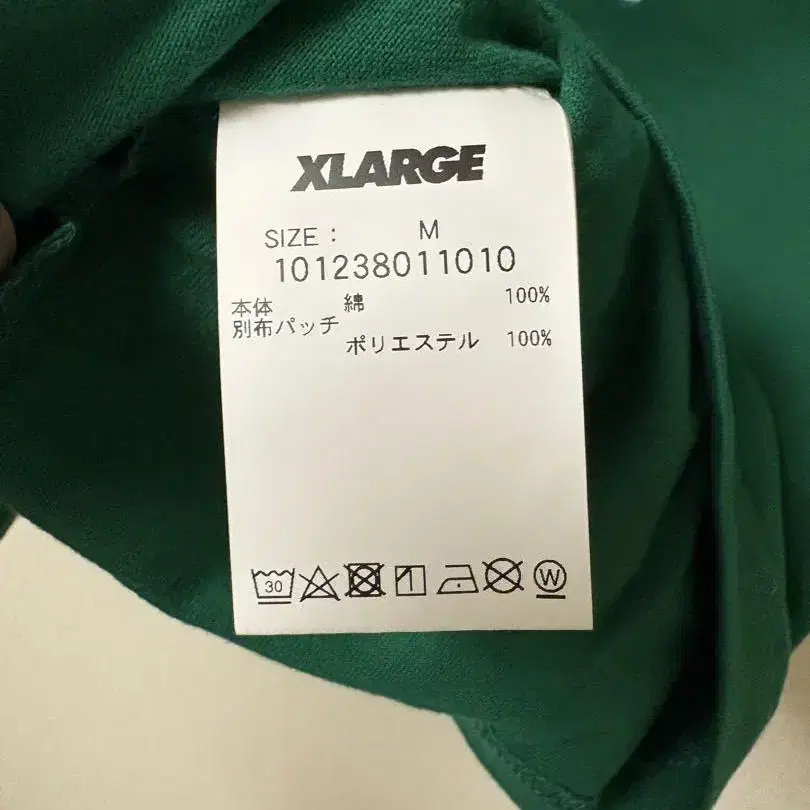 XLARGE
SIZE : M
101238011010
本体 綿 100%
別布パッチ
ポリエステル 100%
30
W